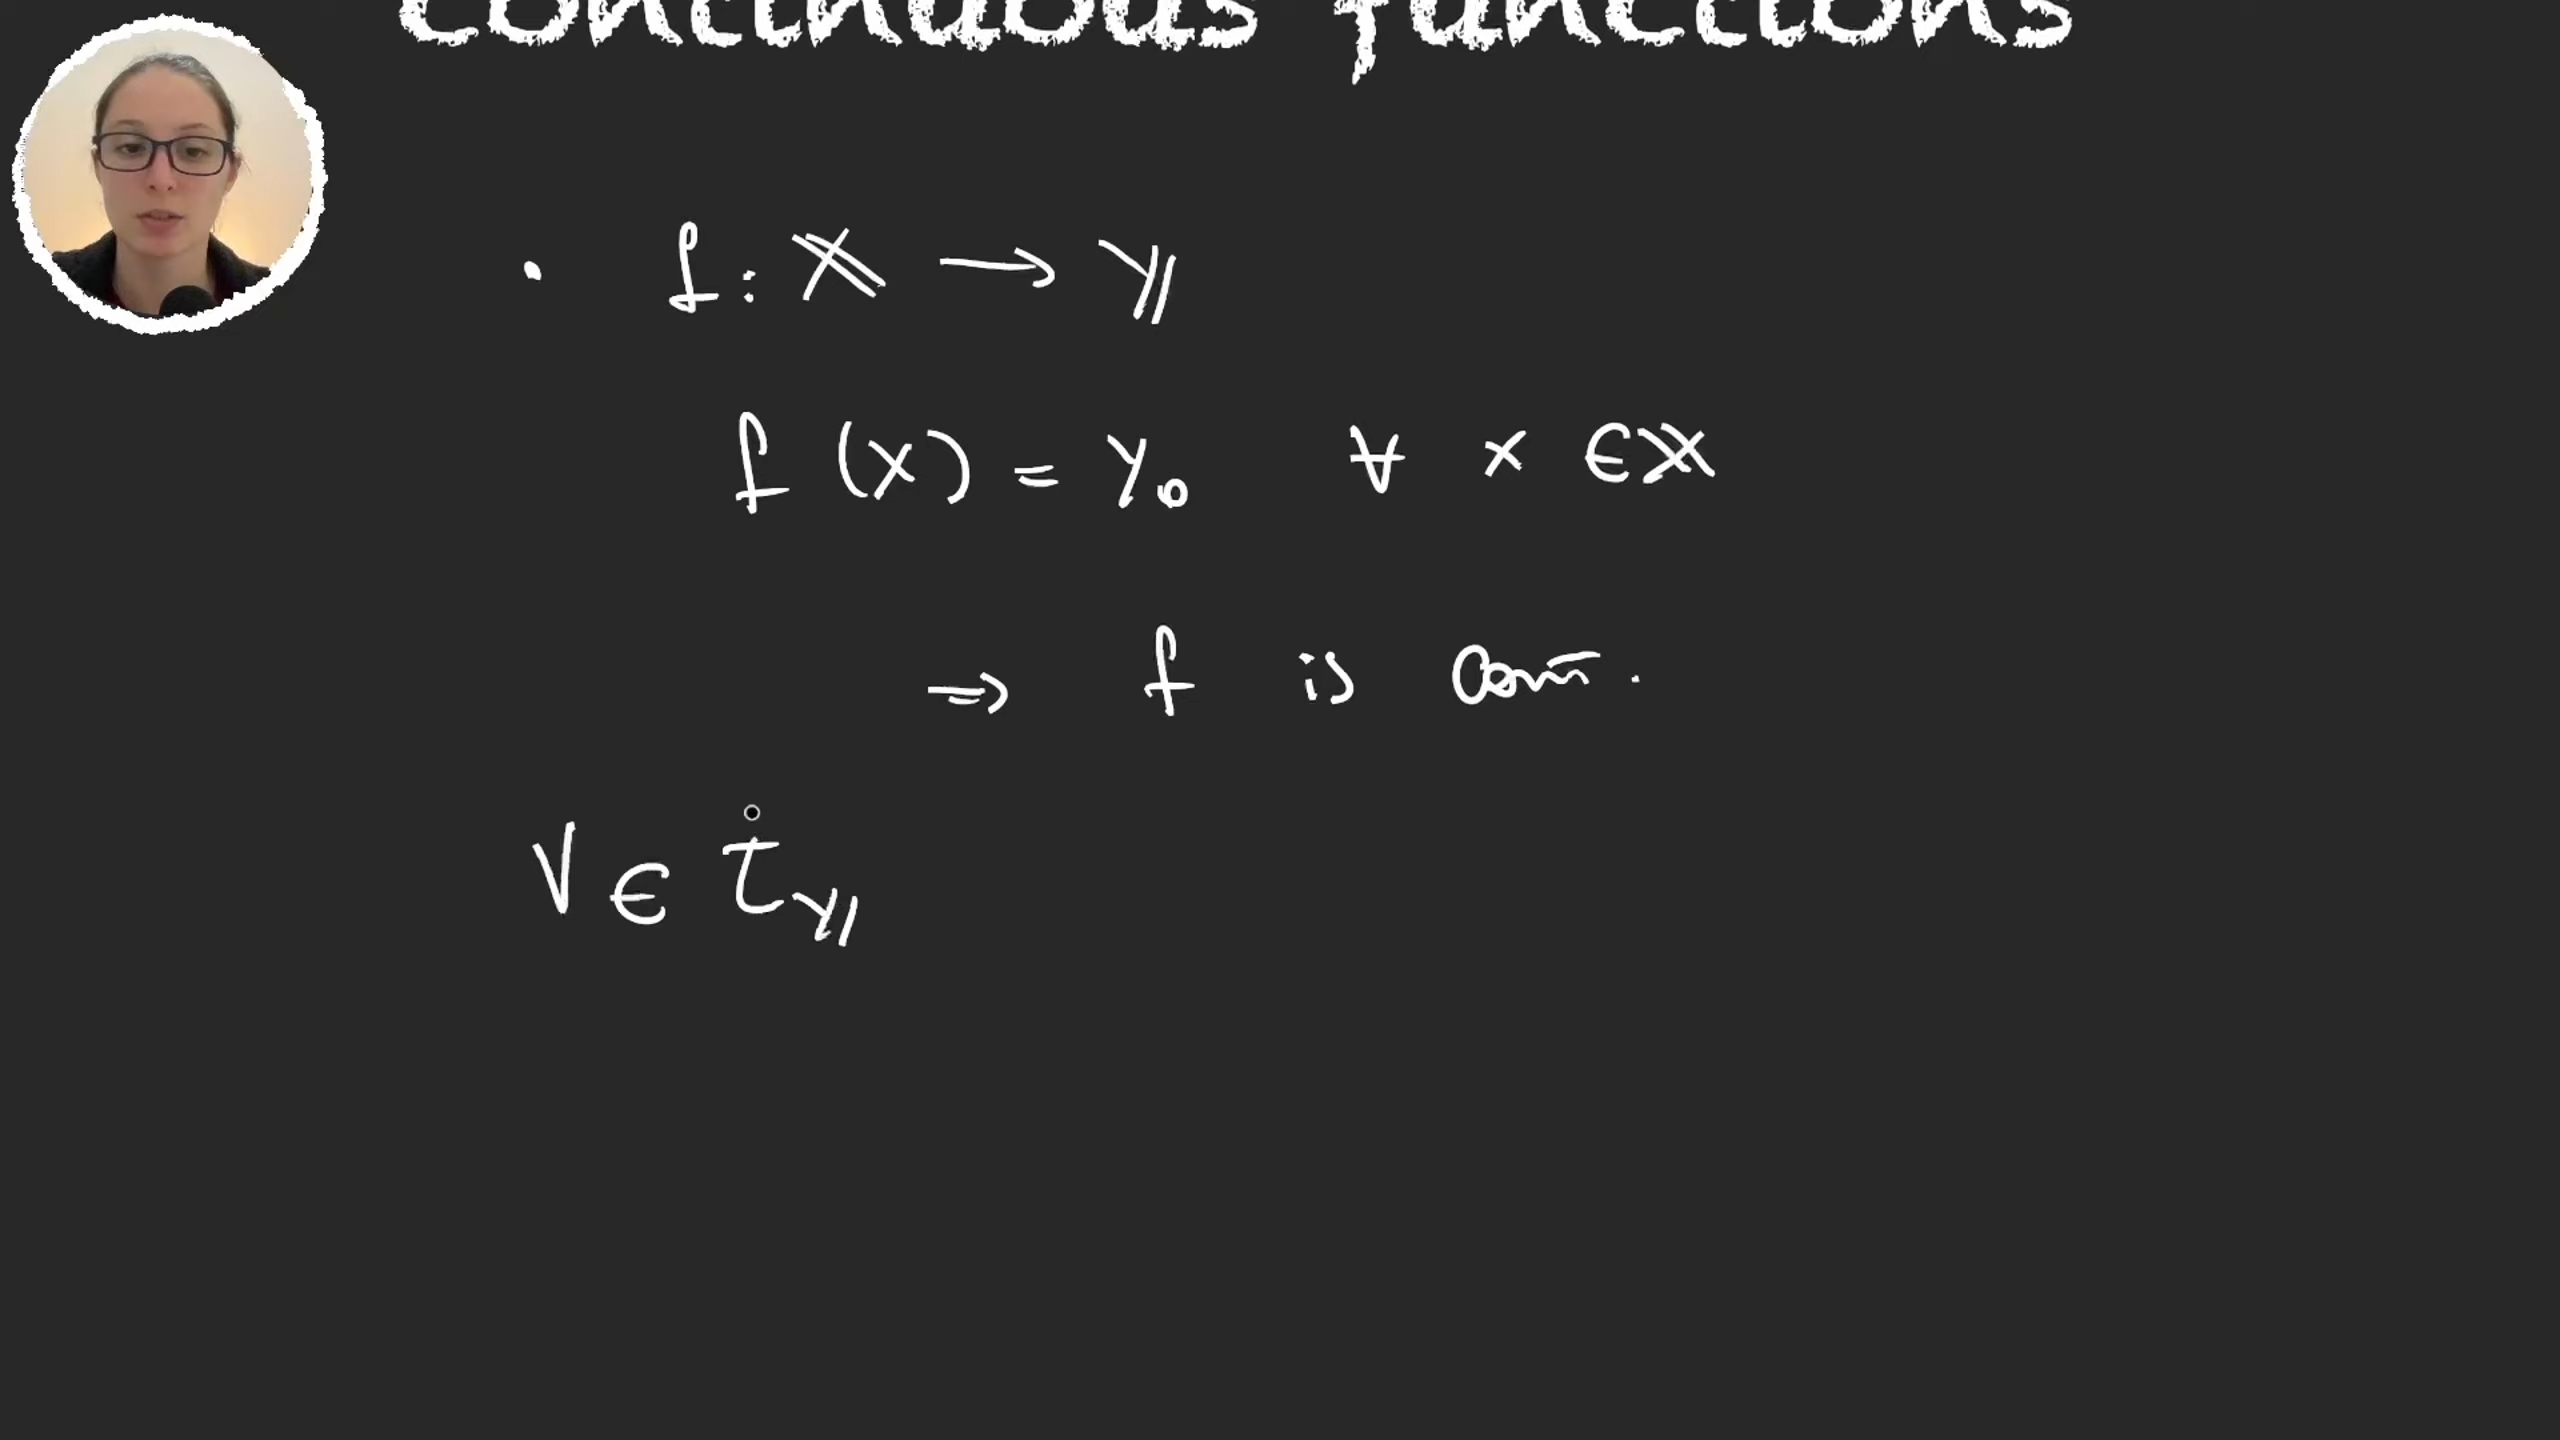 continuous functions
· f: 𝕏 → 𝕐
f (x) = y₀ ∀ x ∈ 𝕏
⇒ f is cont.
V ∈ τ_𝕐